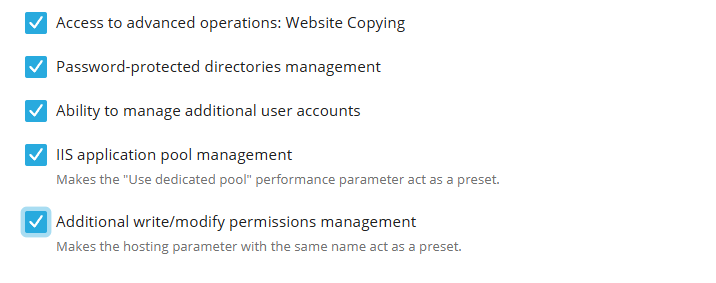 Access to advanced operations: Website Copying
Password-protected directories management
Ability to manage additional user accounts
IIS application pool management
Makes the "Use dedicated pool" performance parameter act as a preset.
Additional write/modify permissions management
Makes the hosting parameter with the same name act as a preset.